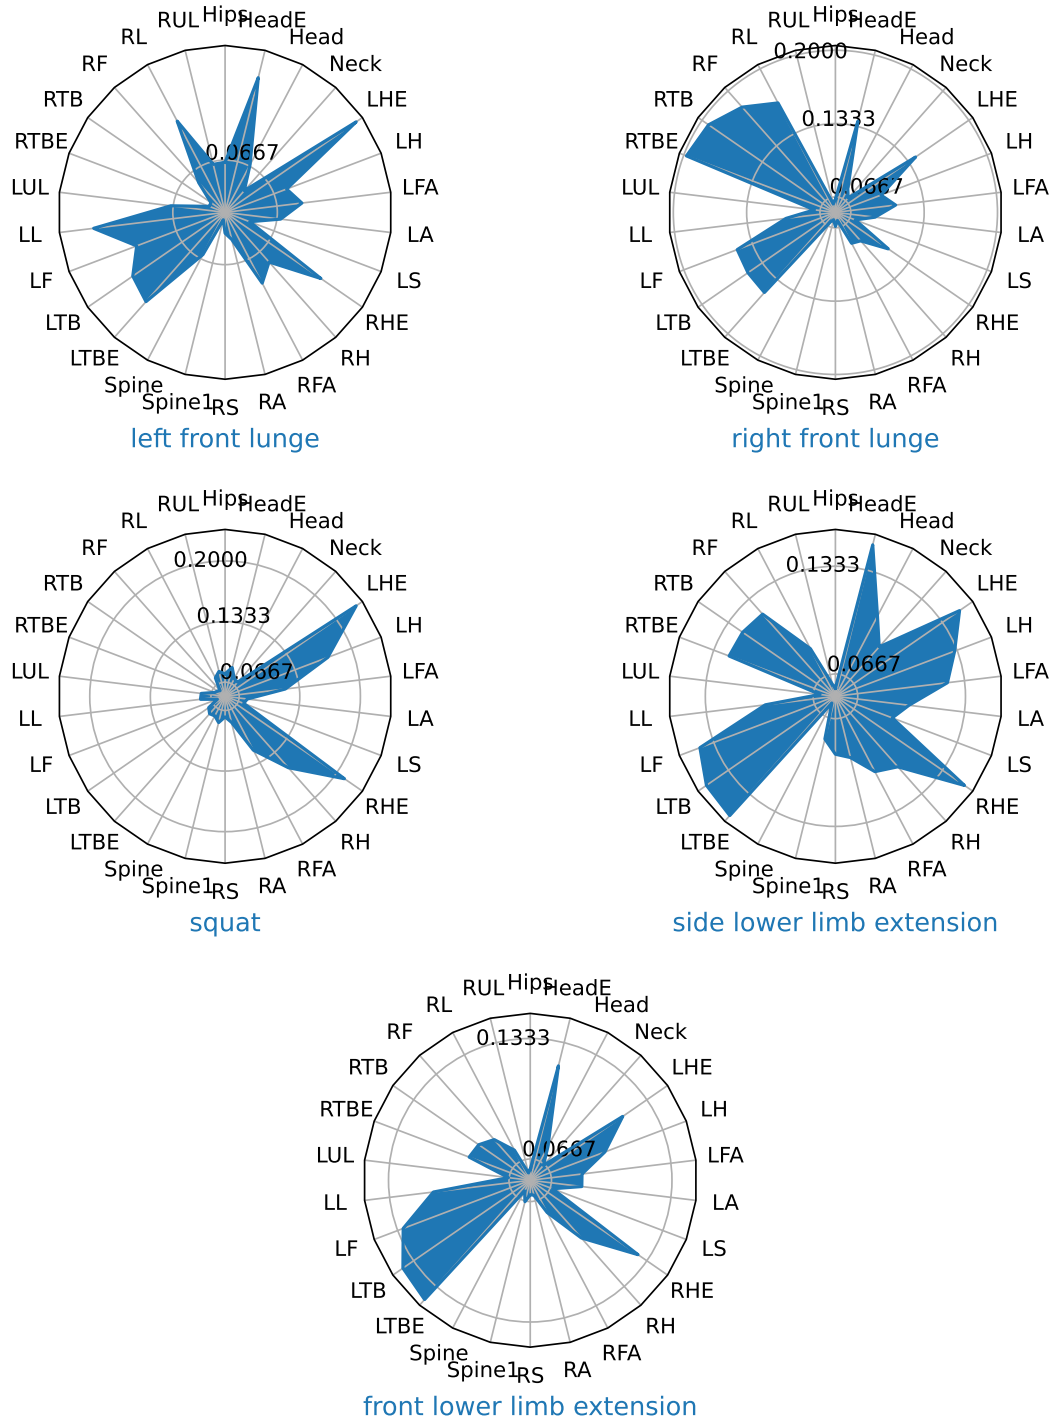 Hips
RUL HeadE
RL Head
RF Neck
RTB LHE
RTBE LH
LUL LFA
LL LA
LF LS
LTB RHE
LTBE RH
Spine RFA
Spine1 RS RA
0.0667
left front lunge
Hips
RUL HeadE
RL Head
0.2000
RF Neck
RTB LHE
0.1333
RTBE LH
0.0667
LUL LFA
LL LA
LF LS
LTB RHE
LTBE RH
Spine RFA
Spine1 RS RA
right front lunge
Hips
RUL HeadE
RL Head
RF Neck
0.2000
RTB LHE
0.1333
RTBE LH
0.0667
LUL LFA
LL LA
LF LS
LTB RHE
LTBE RH
Spine RFA
Spine1 RS RA
squat
Hips
RUL HeadE
RL Head
RF Neck
0.1333
RTB LHE
RTBE LH
0.0667
LUL LFA
LL LA
LF LS
LTB RHE
LTBE RH
Spine RFA
Spine1 RS RA
side lower limb extension
Hips
RUL HeadE
RL Head
RF Neck
0.1333
RTB LHE
RTBE LH
0.0667
LUL LFA
LL LA
LF LS
LTB RHE
LTBE RH
Spine RFA
Spine1 RS RA
front lower limb extension